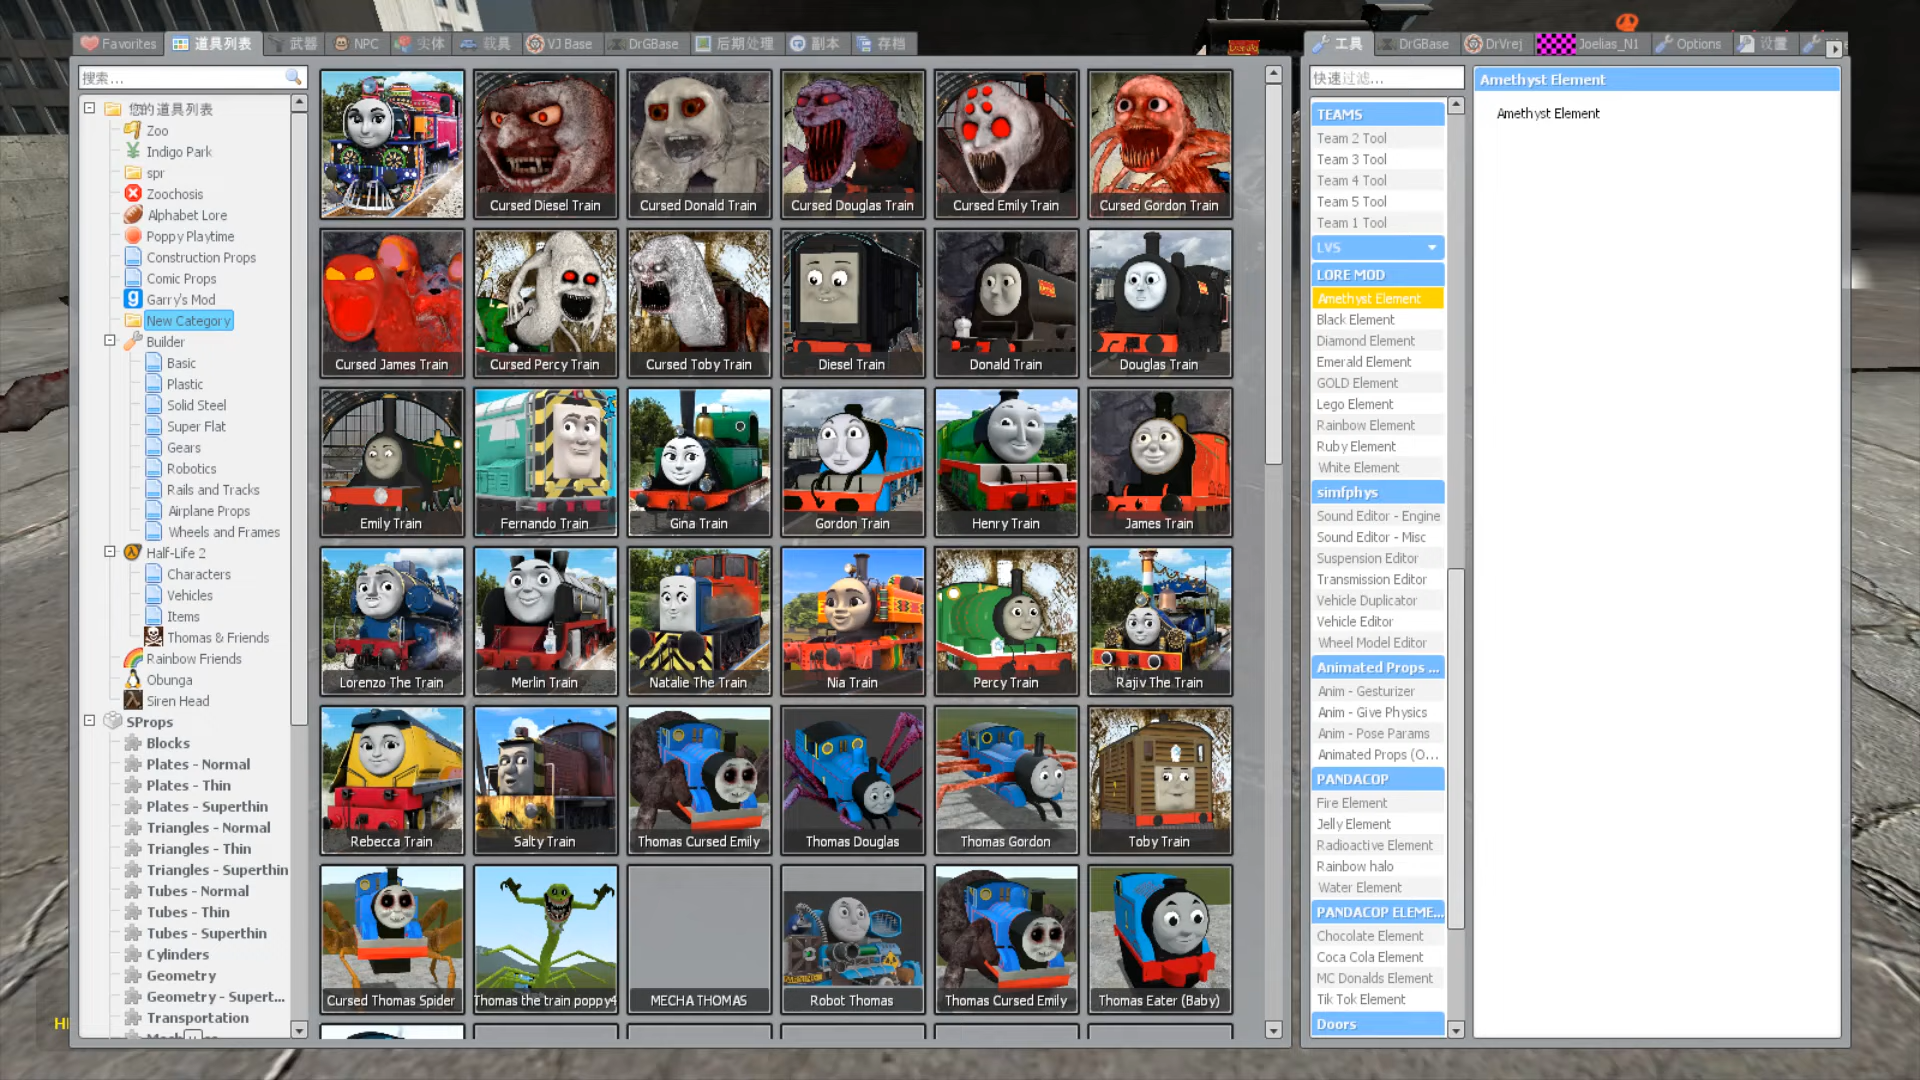 Favorites
道具列表
武器
NPC
实体
载具
VJ Base
DrGBase
后期处理
副本
存档
工具
DrGBase
DrVrej
Joelias_N1
Options
设置
搜索...
您的道具列表
Zoo
Indigo Park
spr
Zoochosis
Alphabet Lore
Poppy Playtime
Construction Props
Comic Props
Garry's Mod
New Category
Builder
Basic
Plastic
Solid Steel
Super Flat
Gears
Robotics
Rails and Tracks
Airplane Props
Wheels and Frames
Half-Life 2
Characters
Vehicles
Items
Thomas & Friends
Rainbow Friends
Obunga
Siren Head
SProps
Blocks
Plates - Normal
Plates - Thin
Plates - Superthin
Triangles - Normal
Triangles - Thin
Triangles - Superthin
Tubes - Normal
Tubes - Thin
Tubes - Superthin
Cylinders
Geometry
Geometry - Supert...
Transportation
Cursed Diesel Train
Cursed Donald Train
Cursed Douglas Train
Cursed Emily Train
Cursed Gordon Train
Cursed James Train
Cursed Percy Train
Cursed Toby Train
Diesel Train
Donald Train
Douglas Train
Emily Train
Fernando Train
Gina Train
Gordon Train
Henry Train
James Train
Lorenzo The Train
Merlin Train
Natalie The Train
Nia Train
Percy Train
Rajiv The Train
Rebecca Train
Salty Train
Thomas Cursed Emily
Thomas Douglas
Thomas Gordon
Toby Train
Cursed Thomas Spider
Thomas the train poppy4
MECHA THOMAS
Robot Thomas
Thomas Cursed Emily
Thomas Eater (Baby)
快速过滤...
TEAMS
Team 2 Tool
Team 3 Tool
Team 4 Tool
Team 5 Tool
Team 1 Tool
LVS
LORE MOD
Amethyst Element
Black Element
Diamond Element
Emerald Element
GOLD Element
Lego Element
Rainbow Element
Ruby Element
White Element
simfphys
Sound Editor - Engine
Sound Editor - Misc
Suspension Editor
Transmission Editor
Vehicle Duplicator
Vehicle Editor
Wheel Model Editor
Animated Props ...
Anim - Gesturizer
Anim - Give Physics
Anim - Pose Params
Animated Props (O...
PANDACOP
Fire Element
Jelly Element
Radioactive Element
Rainbow halo
Water Element
PANDACOP ELEME...
Chocolate Element
Coca Cola Element
MC Donalds Element
Tik Tok Element
Doors
Amethyst Element
Amethyst Element